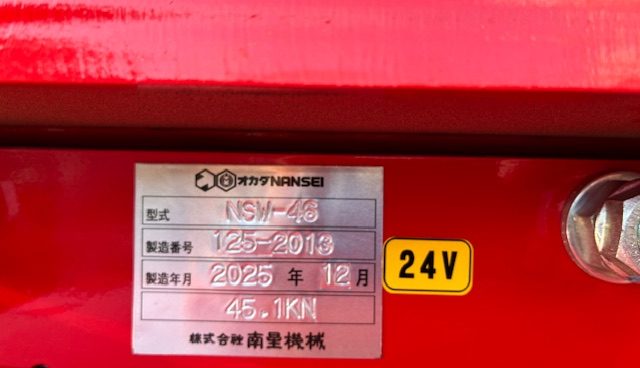 オカダNANSEI
型式 NSW-46
製造番号 125-2013
製造年月 2025 年 12 月
45.1KN
株式会社 南星機械
24V